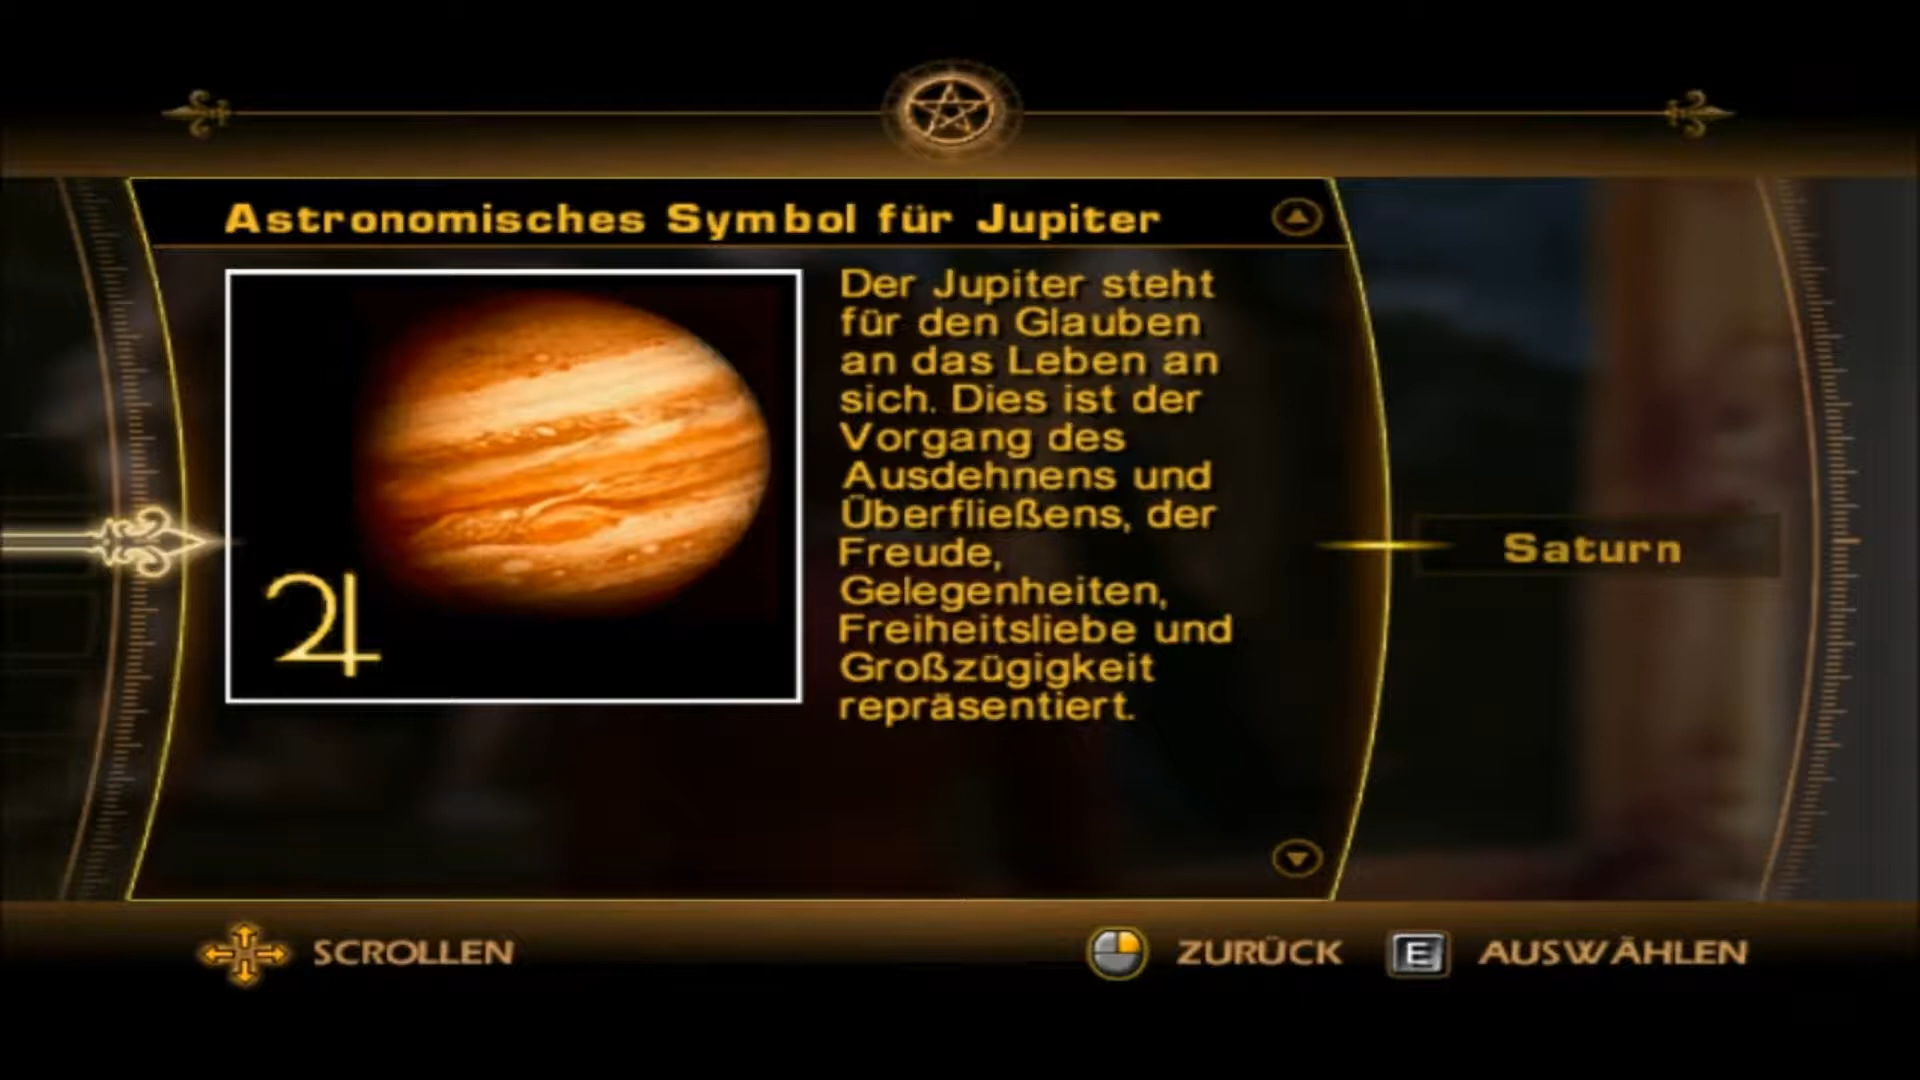 Astronomisches Symbol für Jupiter
Der Jupiter steht
für den Glauben
an das Leben an
sich. Dies ist der
Vorgang des
Ausdehnens und
Überfließens, der
Freude,
Gelegenheiten,
Freiheitsliebe und
Großzügigkeit
repräsentiert.
Saturn
SCROLLEN
ZURÜCK
E
AUSWÄHLEN